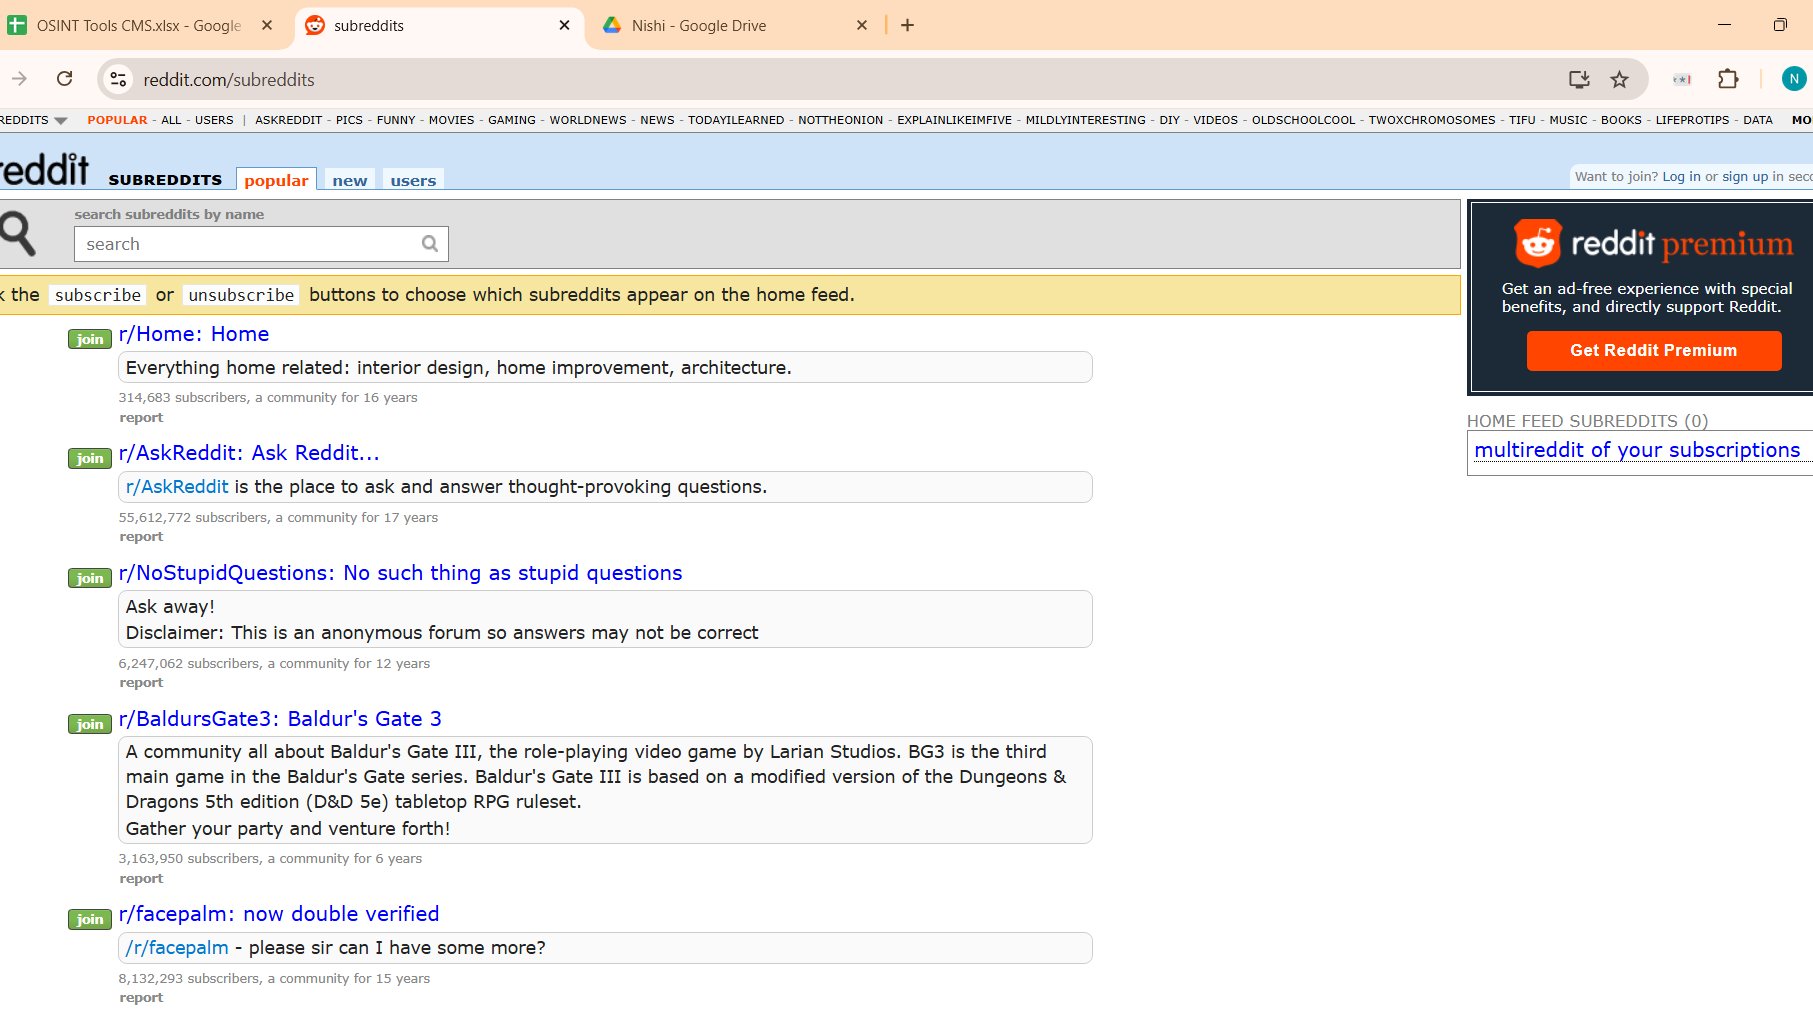 OSINT Tools CMS.xlsx - Google
subreddits
Nishi - Google Drive
reddit.com/subreddits
N
REDDITS
POPULAR - ALL - USERS | ASKREDDIT - PICS - FUNNY - MOVIES - GAMING - WORLDNEWS - NEWS - TODAYILEARNED - NOTTHEONION - EXPLAINLIKEIMFIVE - MILDLYINTERESTING - DIY - VIDEOS - OLDSCHOOLCOOL - TWOXCHROMOSOMES - TIFU - MUSIC - BOOKS - LIFEPROTIPS - DATA MO
reddit SUBREDDITS popular new users
Want to join? Log in or sign up in seco
search subreddits by name
search
k the subscribe or unsubscribe buttons to choose which subreddits appear on the home feed.
join r/Home: Home
Everything home related: interior design, home improvement, architecture.
314,683 subscribers, a community for 16 years
report
join r/AskReddit: Ask Reddit...
r/AskReddit is the place to ask and answer thought-provoking questions.
55,612,772 subscribers, a community for 17 years
report
join r/NoStupidQuestions: No such thing as stupid questions
Ask away!
Disclaimer: This is an anonymous forum so answers may not be correct
6,247,062 subscribers, a community for 12 years
report
join r/BaldursGate3: Baldur's Gate 3
A community all about Baldur's Gate III, the role-playing video game by Larian Studios. BG3 is the third
main game in the Baldur's Gate series. Baldur's Gate III is based on a modified version of the Dungeons &
Dragons 5th edition (D&D 5e) tabletop RPG ruleset.
Gather your party and venture forth!
3,163,950 subscribers, a community for 6 years
report
join r/facepalm: now double verified
/r/facepalm - please sir can I have some more?
8,132,293 subscribers, a community for 15 years
report
reddit premium
Get an ad-free experience with special
benefits, and directly support Reddit.
Get Reddit Premium
HOME FEED SUBREDDITS (0)
multireddit of your subscriptions